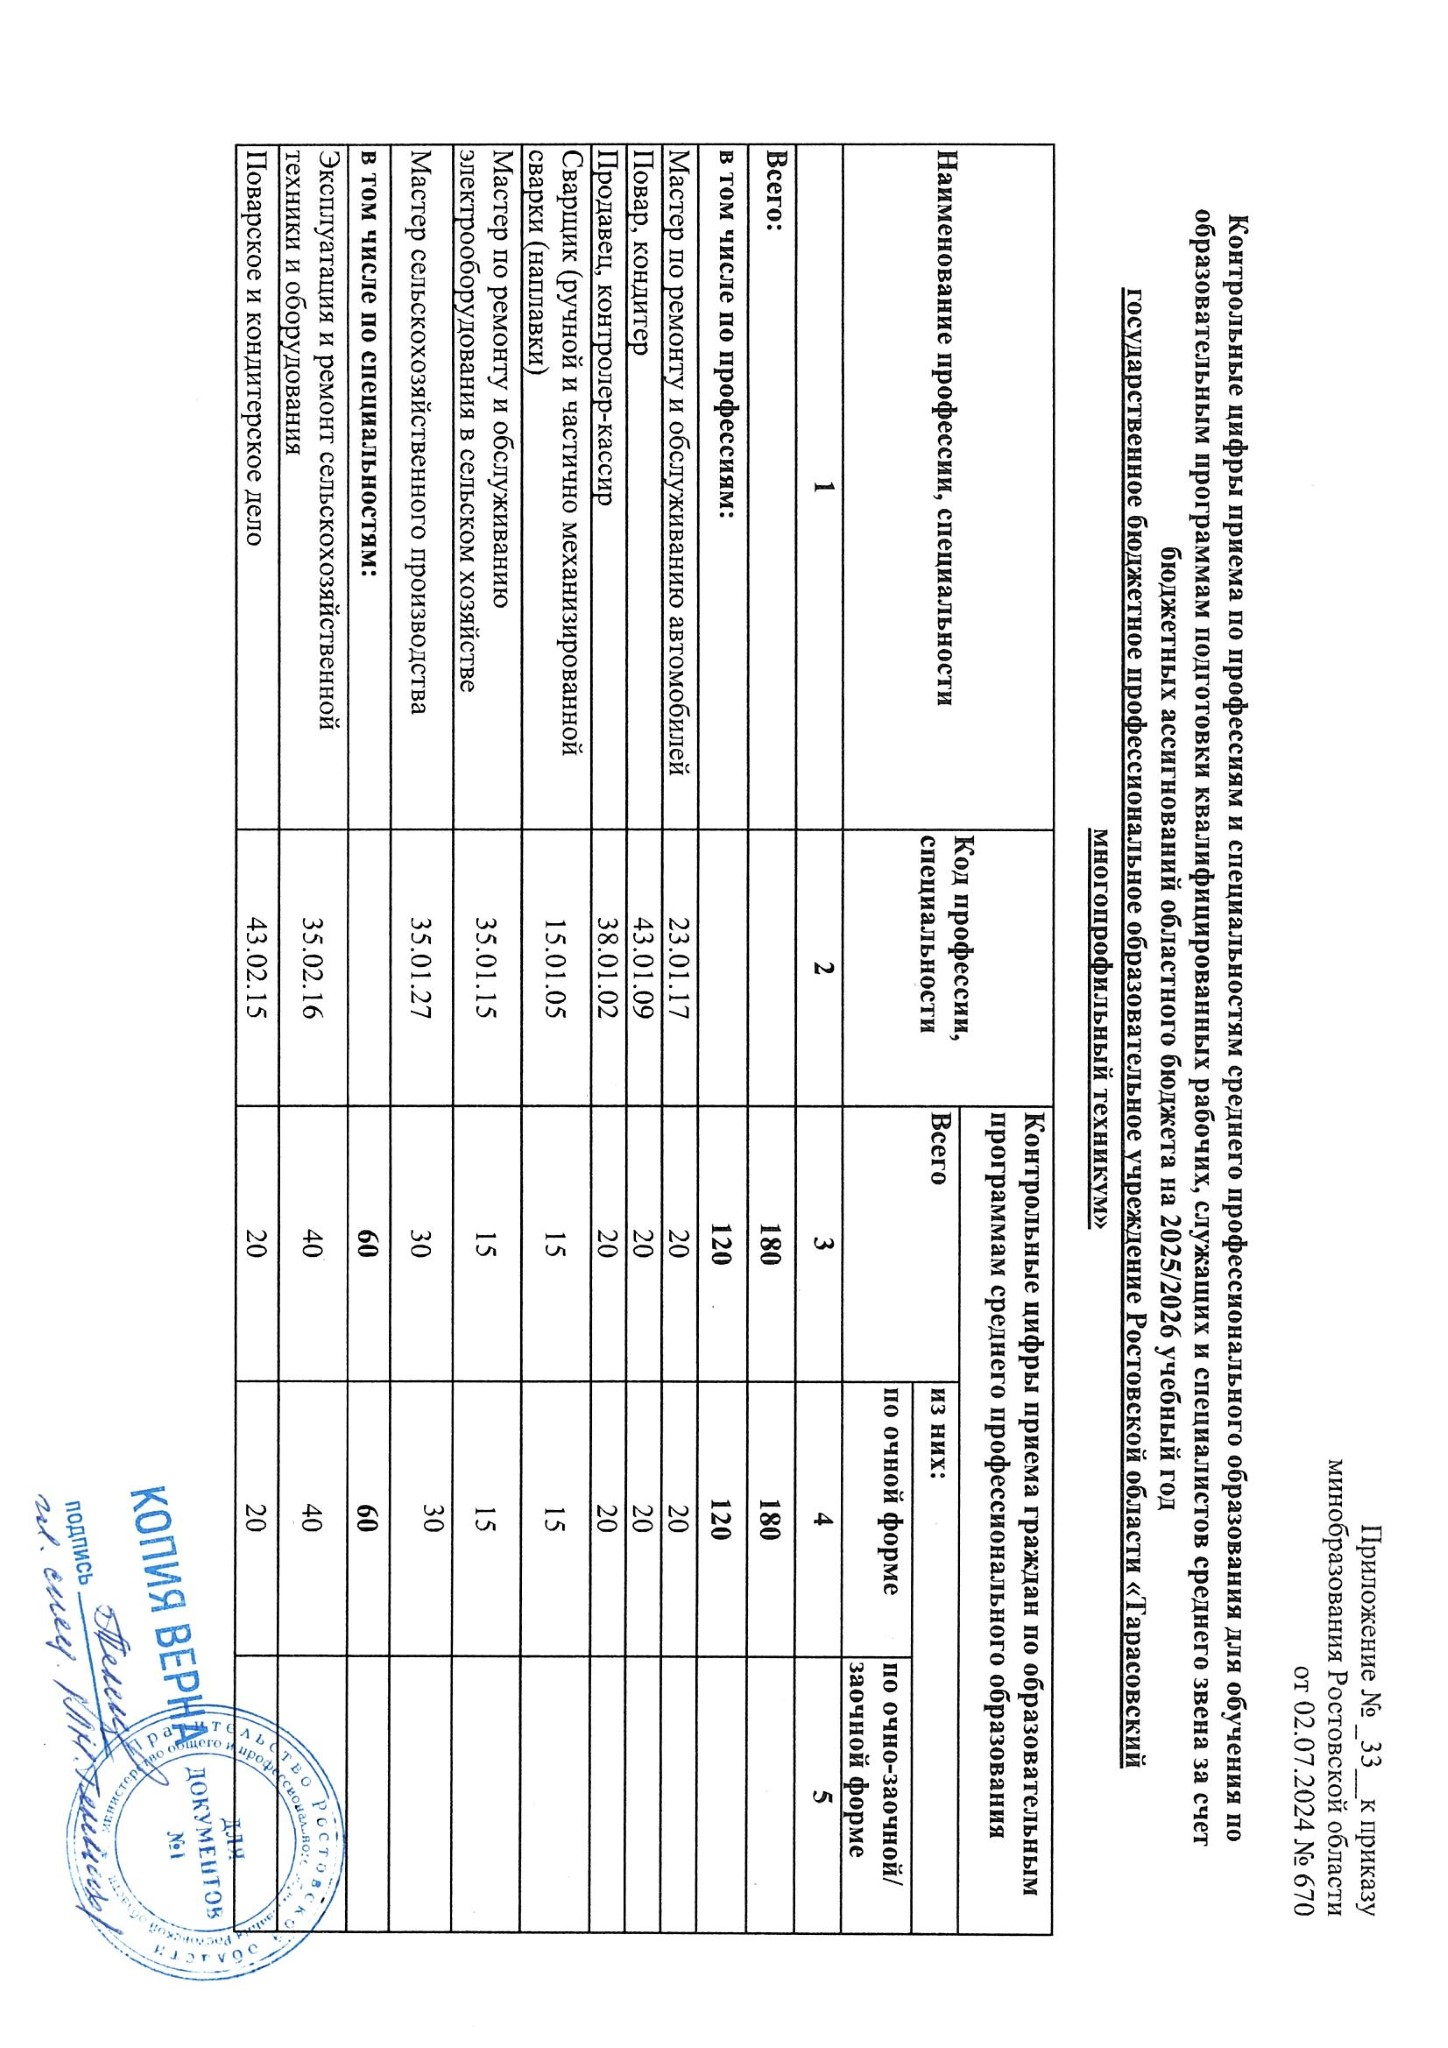 Приложение № _33__ к приказу
минобразования Ростовской области
от 02.07.2024 № 670
Контрольные цифры приема по профессиям и специальностям среднего профессионального образования для обучения по
образовательным программам подготовки квалифицированных рабочих, служащих и специалистов среднего звена за счет
бюджетных ассигнований областного бюджета на 2025/2026 учебный год
государственное бюджетное профессиональное образовательное учреждение Ростовской области «Тарасовский
многопрофильный техникум»
Наименование профессии, специальности
Код профессии,
специальности
Контрольные цифры приема граждан по образовательным
программам среднего профессионального образования
Всего
из них:
по очной форме
по очно-заочной/
заочной форме
1 2 3 4 5
Всего: 180 180
в том числе по профессиям: 120 120
Мастер по ремонту и обслуживанию автомобилей 23.01.17 20 20
Повар, кондитер 43.01.09 20 20
Продавец, контролер-кассир 38.01.02 20 20
Сварщик (ручной и частично механизированной
сварки (наплавки) 15.01.05 15 15
Мастер по ремонту и обслуживанию
электрооборудования в сельском хозяйстве 35.01.15 15 15
Мастер сельскохозяйственного производства 35.01.27 30 30
в том числе по специальностям: 60 60
Эксплуатация и ремонт сельскохозяйственной
техники и оборудования 35.02.16 40 40
Поварское и кондитерское дело 43.02.15 20 20
КОПИЯ ВЕРНА
подпись
гл. спец.
Правительство Ростовской области
ДЛЯ
ДОКУМЕНТОВ
№1